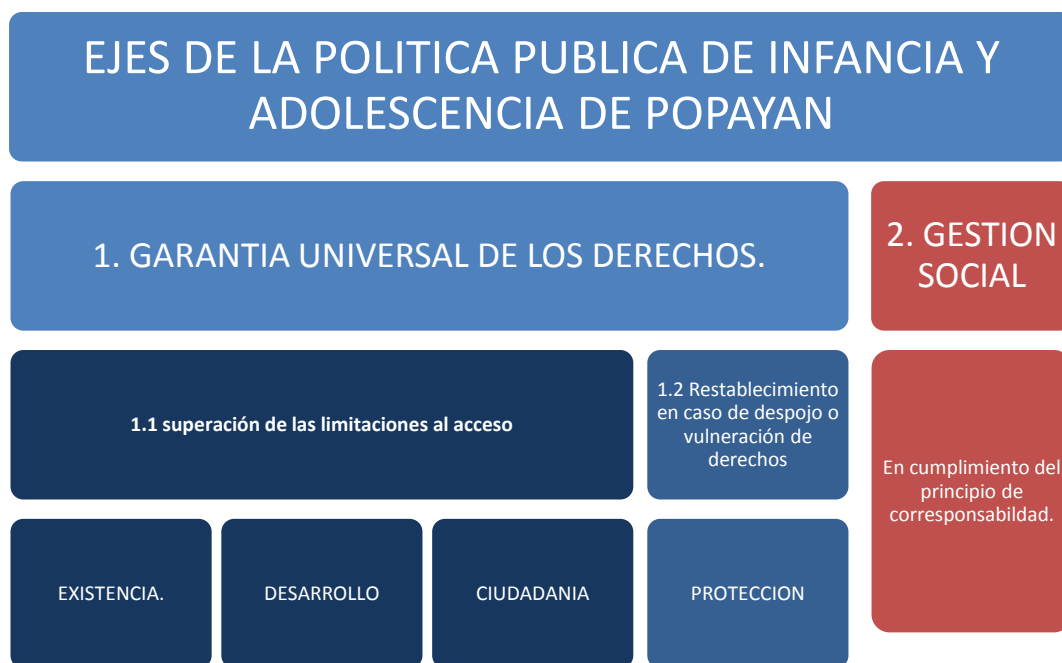 EJES DE LA POLITICA PUBLICA DE INFANCIA Y
ADOLESCENCIA DE POPAYAN
1. GARANTIA UNIVERSAL DE LOS DERECHOS.
2. GESTION
SOCIAL
1.1 superación de las limitaciones al acceso
1.2 Restablecimiento
en caso de despojo o
vulneración de
derechos
En cumplimiento del
principio de
corresponsabildad.
EXISTENCIA.
DESARROLLO
CIUDADANIA
PROTECCION